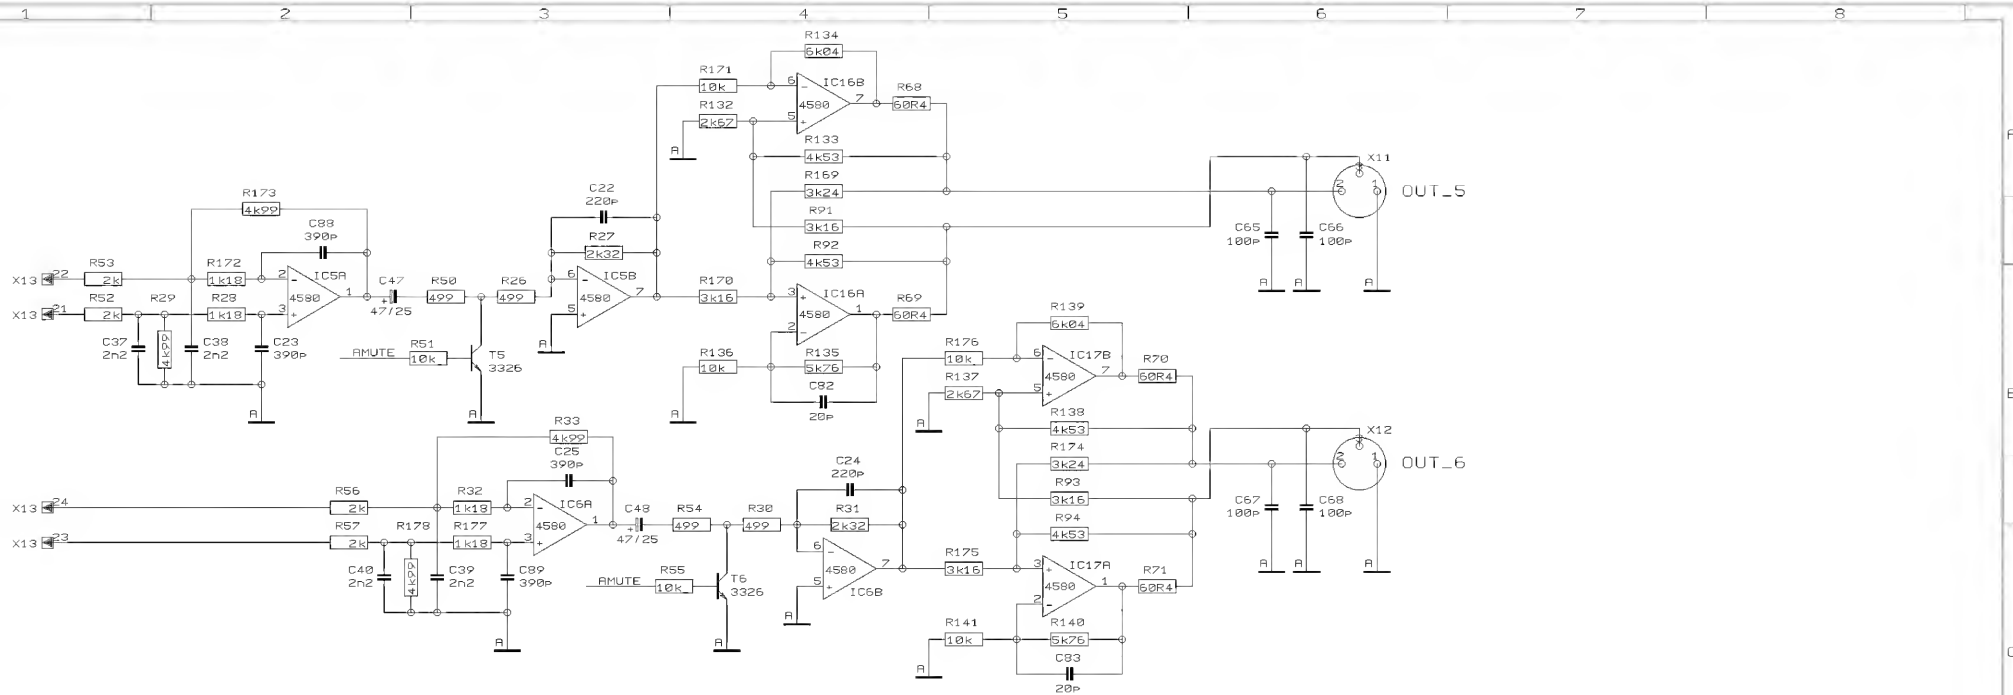 1 2 3 4 5 6 7 8
R134
6k04
R171 6 IC16B
10k - R68
R132 4580 7 60R4
2k67 5 +
A R133
4k53 X11
R169
C22 3k24 2 1 OUT_5
R173 220p R91
4k99 3k16
C88 R27 R92 C65 C66
390p 2k32 4k53 100p 100p
R53 R172 IC5A C47 R50 R26 6 IC5B R170
X13 22 2k 1k18 2 - 499 499 - 3k16 3 IC16A A A A
R52 R29 R28 4580 1 + 4580 7 + 4580 1 R69
X13 21 2k 1k18 3 + 47/25 5 + 2 - 60R4 R139
4k99 6k04
C37 C38 C23 R51 A R136 R135 R176 6 IC17B
2n2 2n2 390p AMUTE 10k T5 10k 5k76 10k - R70
3326 C82 R137 4580 7 60R4
20p 2k67 5 +
A A A A R138
R33 4k53 X12
4k99 R174
C25 C24 3k24 2 1 OUT_6
390p 220p R93
R56 R32 IC6A C48 R54 R30 R31 3k16 C67 C68
X13 24 2k 1k18 2 - 499 499 2k32 R94 100p 100p
R57 R178 R177 4580 1 + 4k53
X13 23 2k 1k18 3 + 47/25 6 - R175 3 IC17A
4k99 4580 7 3k16 + R71 A A A
C40 C39 C89 R55 T6 5 + 4580 1 60R4
2n2 2n2 390p AMUTE 10k 3326 IC6B 2 -
A
A A R141 R140
10k 5k76
A C83
20p
A
B
C